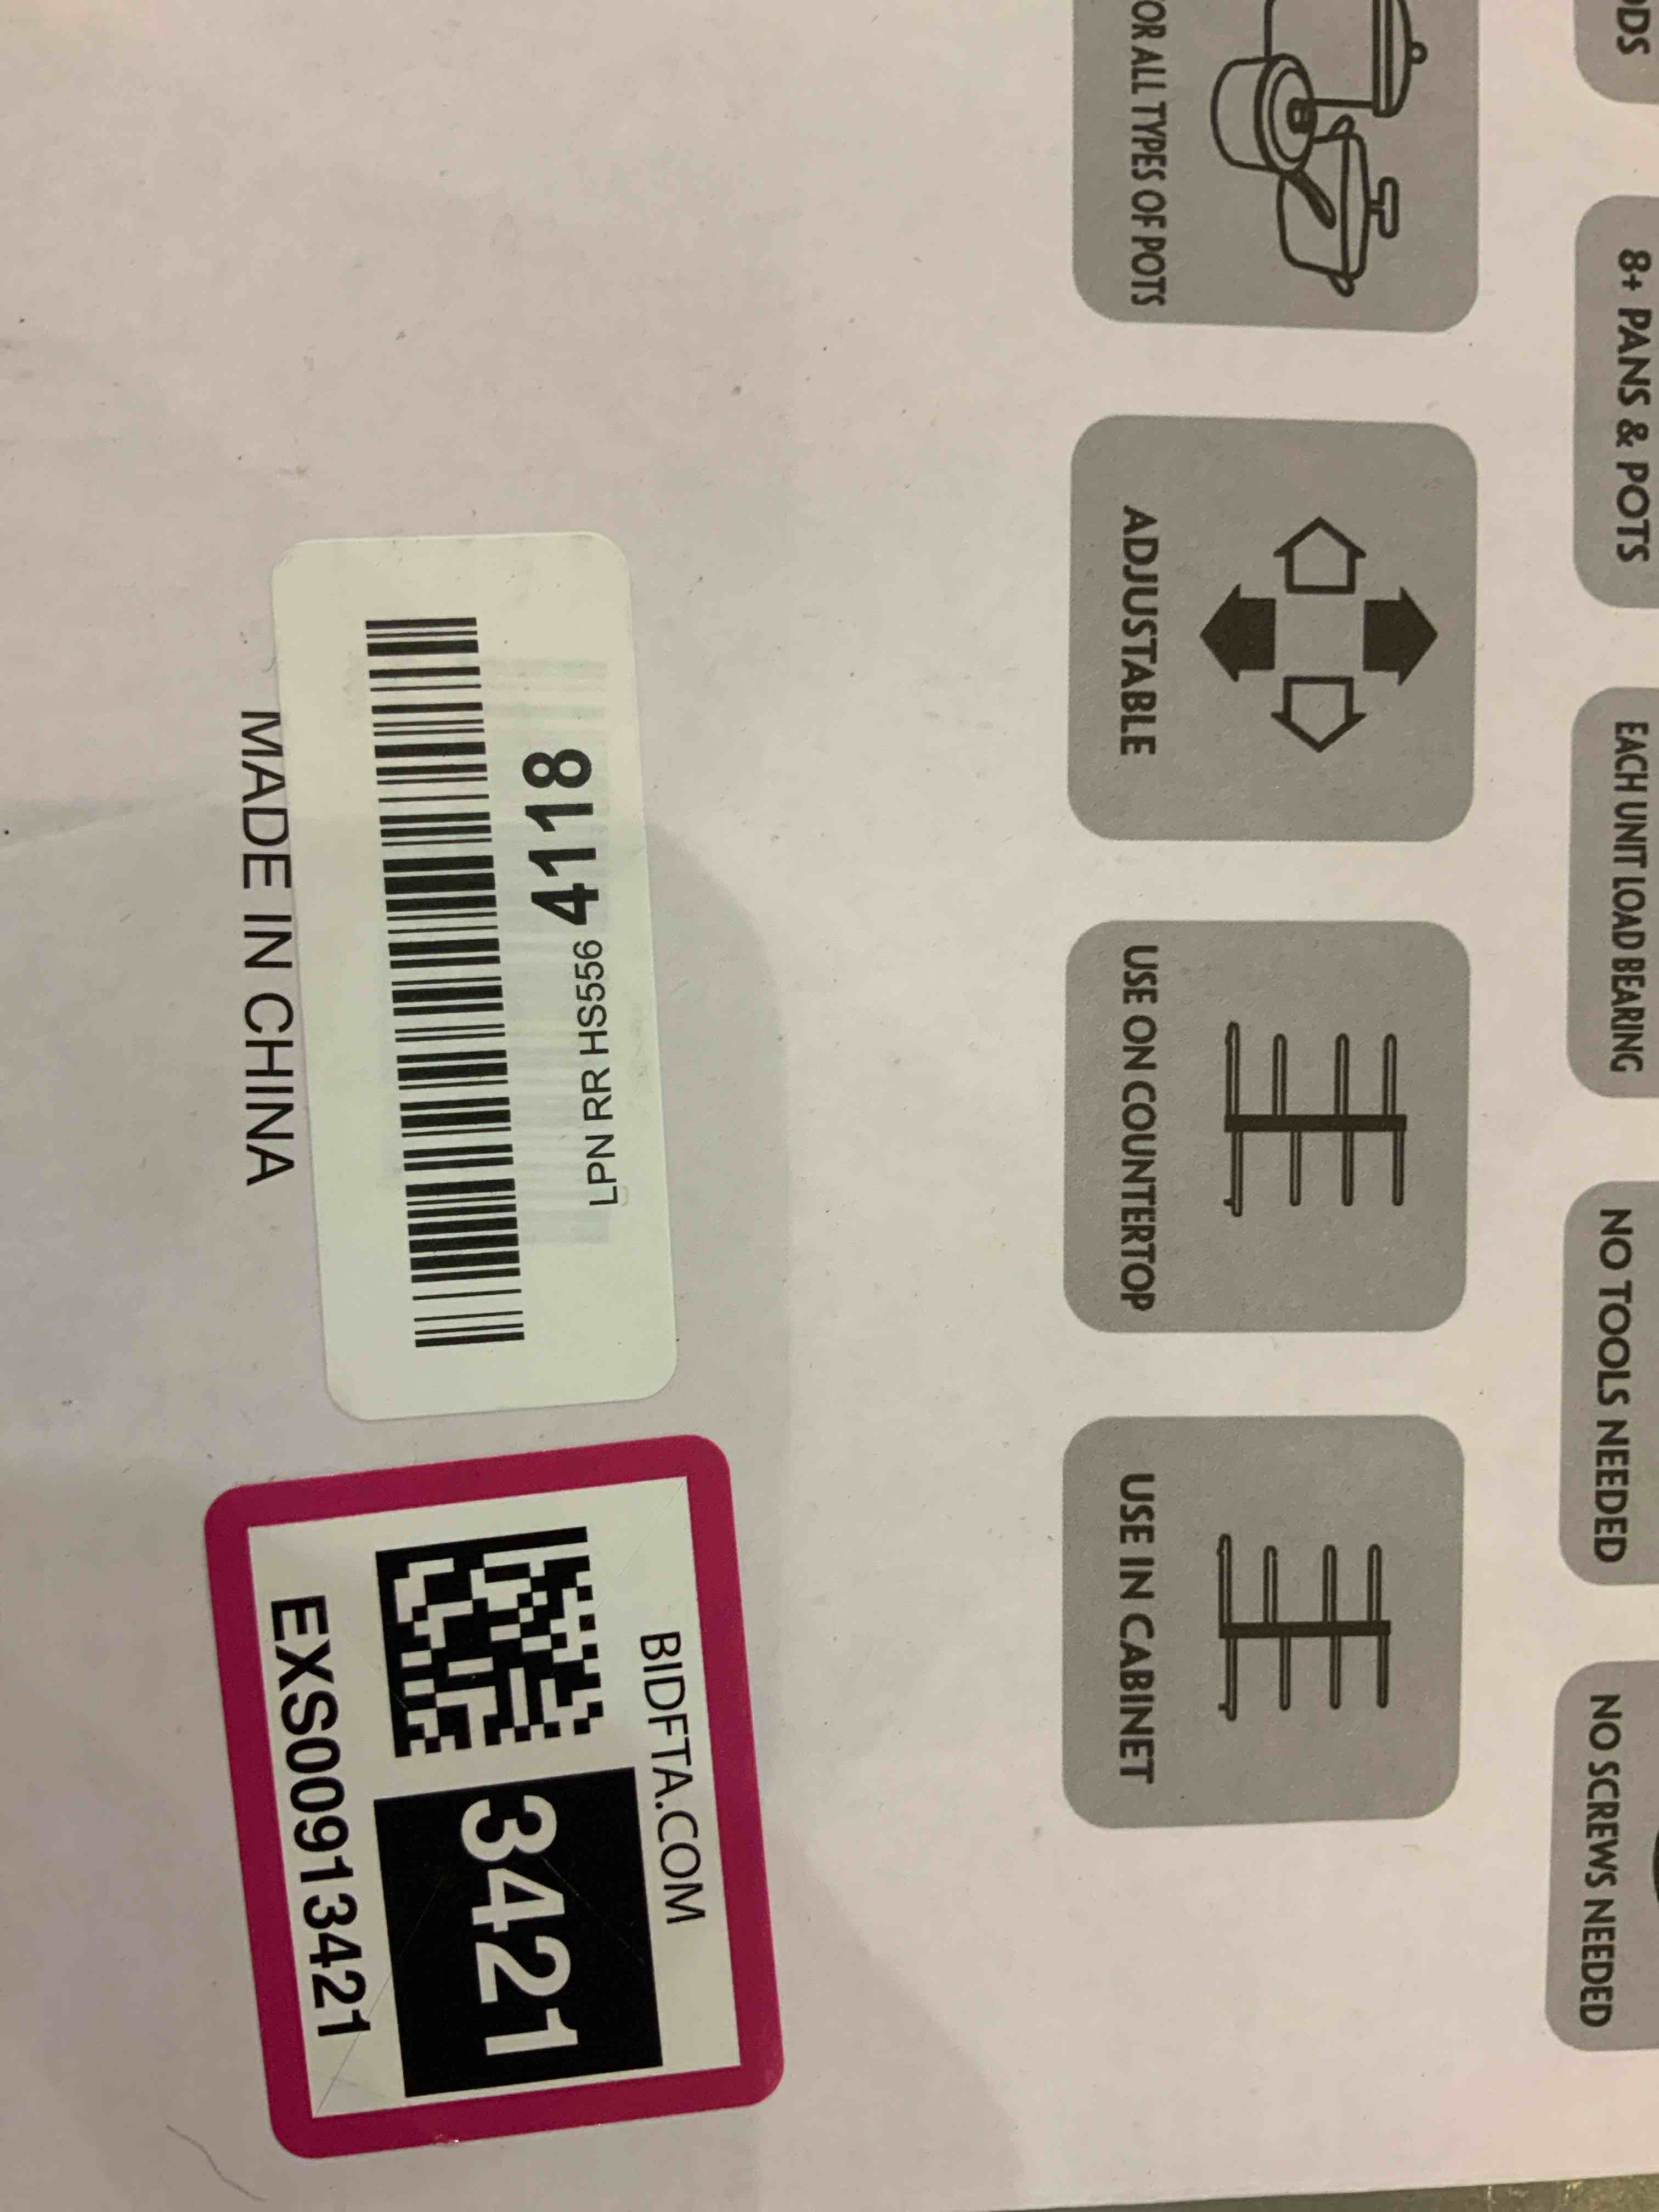 DS
8+ PANS & POTS
EACH UNIT LOAD BEARING
NO TOOLS NEEDED
NO SCREWS NEEDED
OR ALL TYPES OF POTS
ADJUSTABLE
USE ON COUNTERTOP
USE IN CABINET
LPN RR HS556 4118
MADE IN CHINA
BIDFTA.COM
3421
EXS00913421